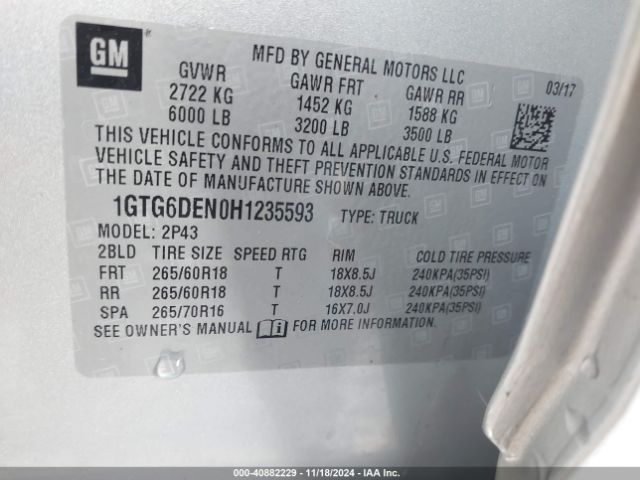 GM
MFD BY GENERAL MOTORS LLC
03/17
GVWR GAWR FRT GAWR RR
2722 KG 1452 KG 1588 KG
6000 LB 3200 LB 3500 LB
THIS VEHICLE CONFORMS TO ALL APPLICABLE U.S. FEDERAL MOTOR
VEHICLE SAFETY AND THEFT PREVENTION STANDARDS IN EFFECT ON
THE DATE OF MANUFACTURE SHOWN ABOVE.
1GTG6DEN0H1235593 TYPE: TRUCK
MODEL: 2P43
2BLD TIRE SIZE SPEED RTG RIM COLD TIRE PRESSURE
FRT 265/60R18 T 18X8.5J 240KPA(35PSI)
RR 265/60R18 T 18X8.5J 240KPA(35PSI)
SPA 265/70R16 T 16X7.0J 240KPA(35PSI)
SEE OWNER'S MANUAL FOR MORE INFORMATION.
000-40882229 - 11/18/2024 - IAA Inc.